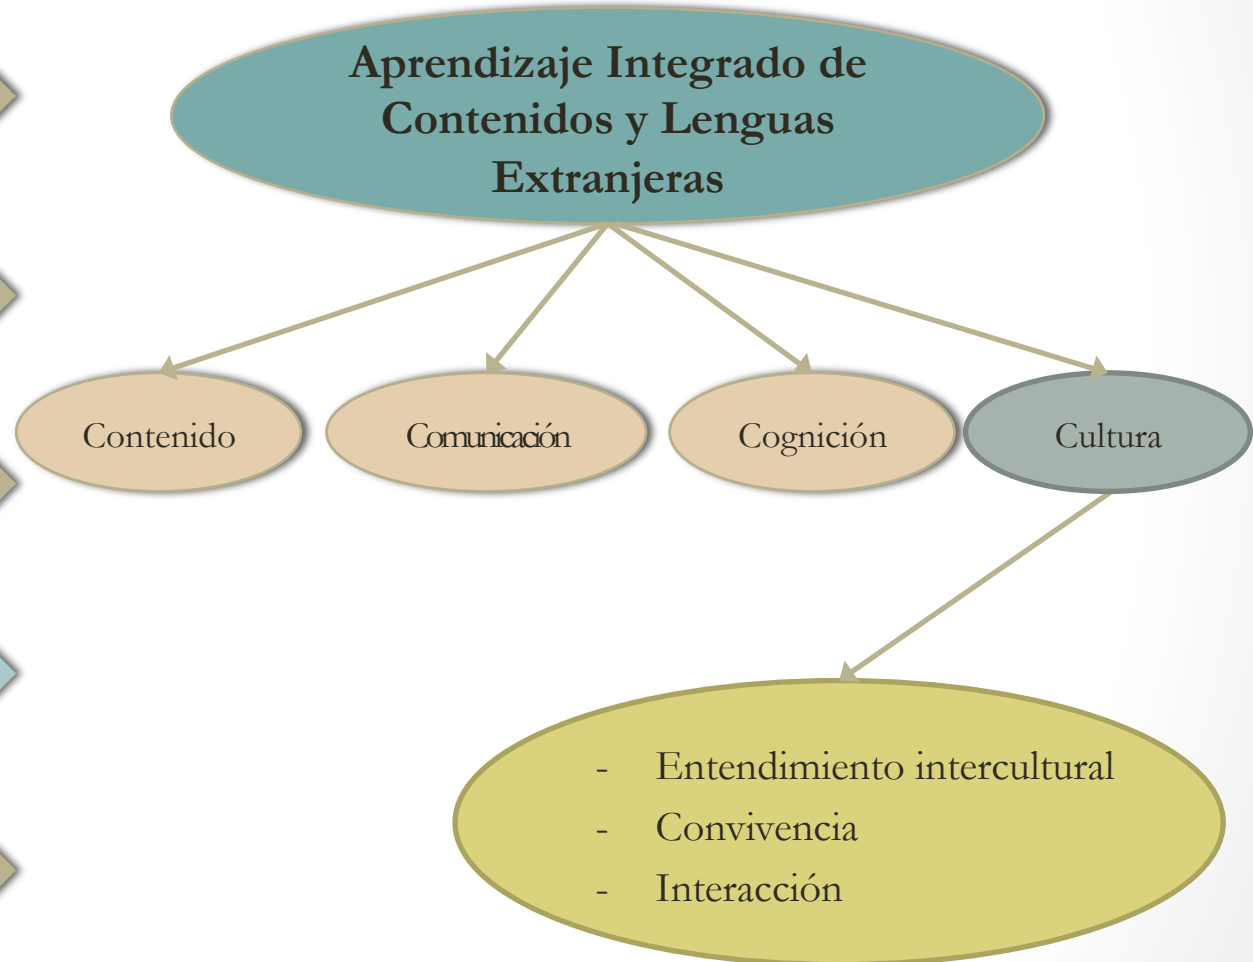 Aprendizaje Integrado de
Contenidos y Lenguas
Extranjeras
Contenido
Comunicación
Cognición
Cultura
- Entendimiento intercultural
- Convivencia
- Interacción